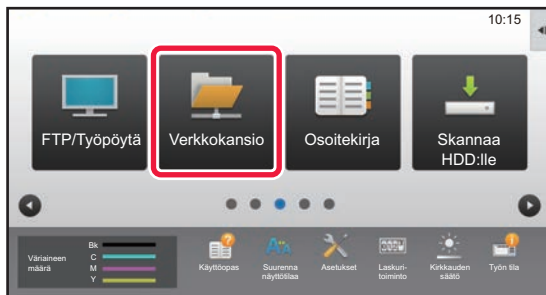 10:15
FTP/Työpöytä
Verkkokansio
Osoitekirja
Skannaa
HDD:lle
Väriaineen
määrä
Bk
C
M
Y
Käyttöopas
Suurenna
näyttötilaa
Asetukset
Laskuri-
toiminto
Kirkkauden
säätö
Työn tila